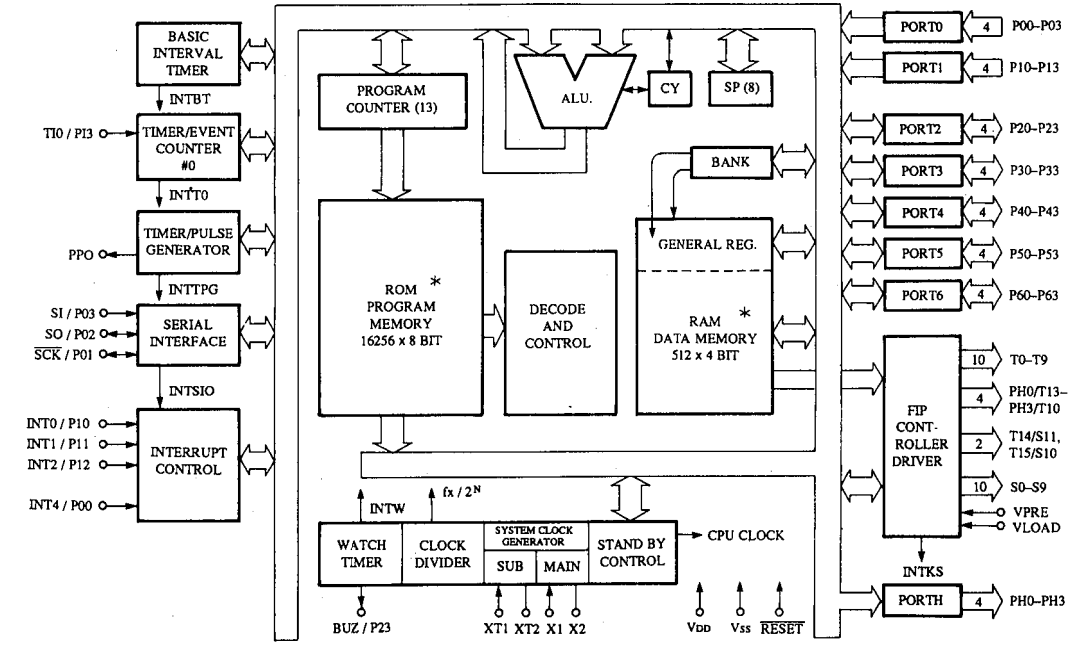 BASIC
INTERVAL
TIMER
INTBT
TI0 / P13
TIMER/EVENT
COUNTER
#0
INTT0
TIMER/PULSE
GENERATOR
PPO
INTTPG
SI / P03
SO / P02
SCK / P01
SERIAL
INTERFACE
INTSIO
INT0 / P10
INT1 / P11
INT2 / P12
INT4 / P00
INTERRUPT
CONTROL
PROGRAM
COUNTER (13)
ALU.
CY
SP (8)
BANK
GENERAL REG.
ROM *
PROGRAM
MEMORY
16256 x 8 BIT
DECODE
AND
CONTROL
RAM *
DATA MEMORY
512 x 4 BIT
INTW
fx / 2^N
WATCH
TIMER
CLOCK
DIVIDER
SYSTEM CLOCK
GENERATOR
SUB
MAIN
STAND BY
CONTROL
CPU CLOCK
BUZ / P23
XT1
XT2
X1
X2
VDD
VSS
RESET
PORT0
4
P00–P03
PORT1
4
P10–P13
PORT2
4
P20–P23
PORT3
4
P30–P33
PORT4
4
P40–P43
PORT5
4
P50–P53
PORT6
4
P60–P63
FIP
CONT-
ROLLER
DRIVER
10
T0–T9
4
PH0/T13–
PH3/T10
2
T14/S11,
T15/S10
10
S0–S9
VPRE
VLOAD
INTKS
PORTH
4
PH0–PH3